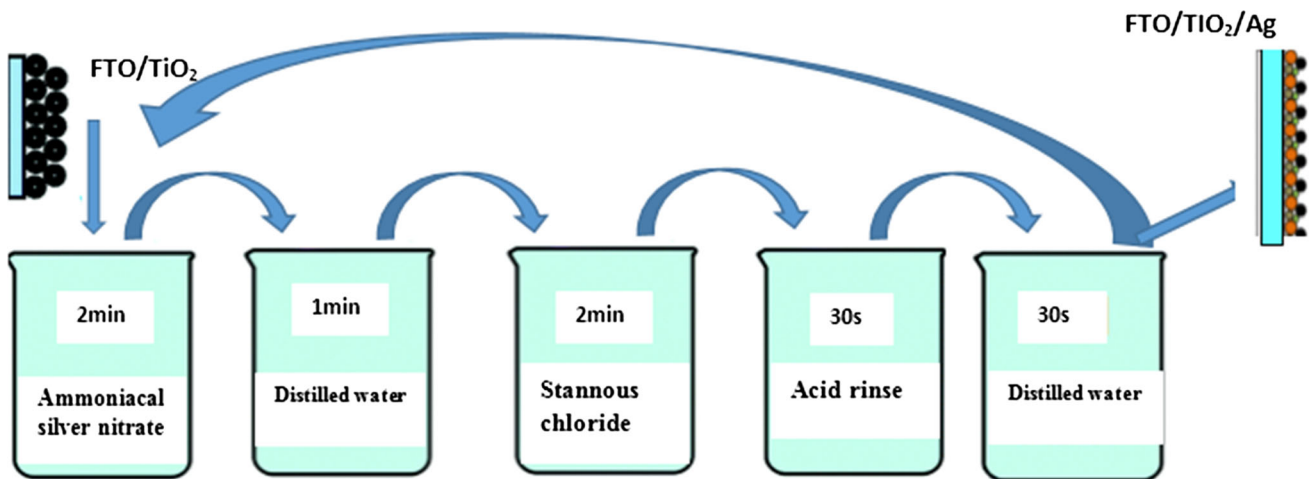 FTO/TiO₂
FTO/TIO₂/Ag
2min
Ammoniacal
silver nitrate
1min
Distilled water
2min
Stannous
chloride
30s
Acid rinse
30s
Distilled water